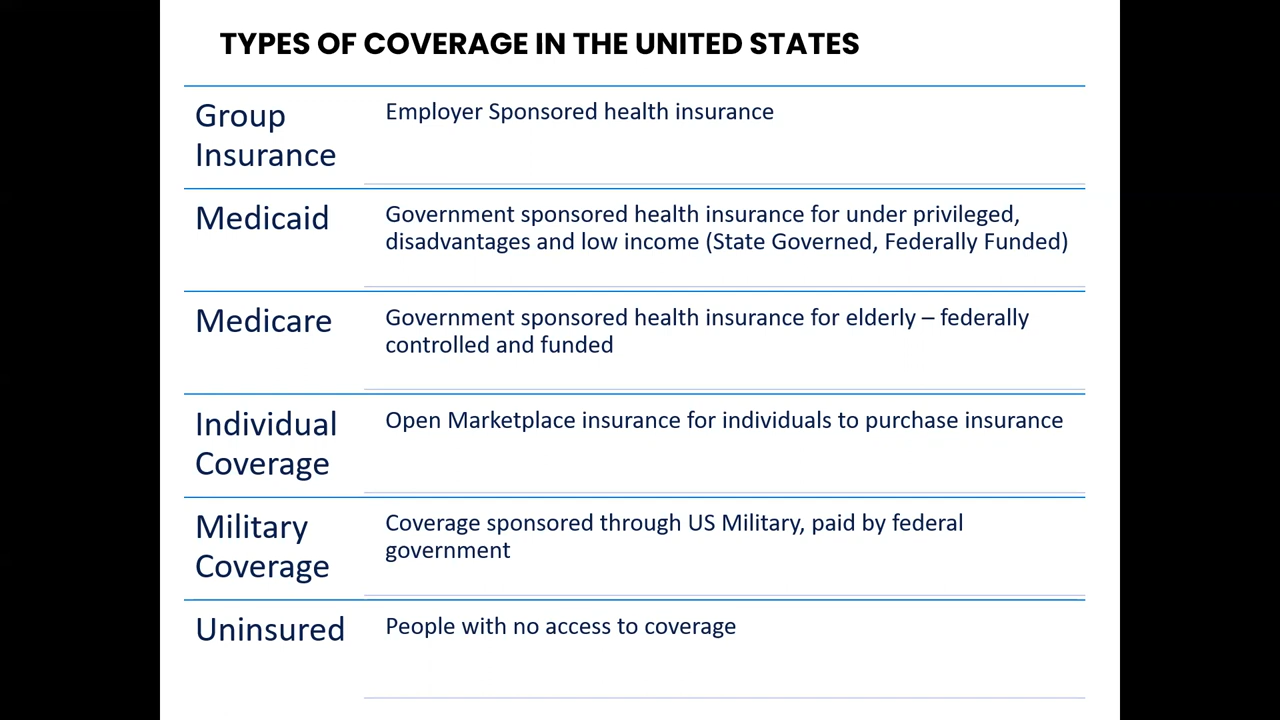 TYPES OF COVERAGE IN THE UNITED STATES
Group
Insurance
Employer Sponsored health insurance
Medicaid
Government sponsored health insurance for under privileged,
disadvantages and low income (State Governed, Federally Funded)
Medicare
Government sponsored health insurance for elderly – federally
controlled and funded
Individual
Coverage
Open Marketplace insurance for individuals to purchase insurance
Military
Coverage
Coverage sponsored through US Military, paid by federal
government
Uninsured
People with no access to coverage